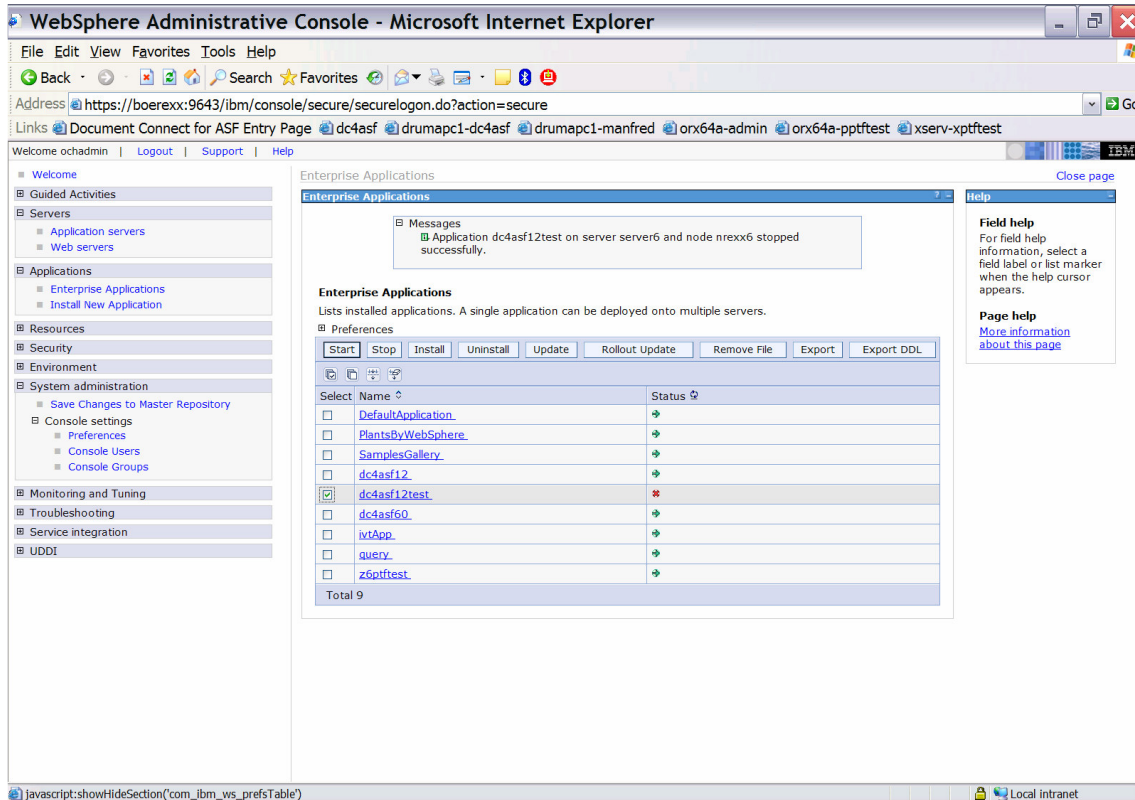 WebSphere Administrative Console - Microsoft Internet Explorer
File Edit View Favorites Tools Help
Back Search Favorites
Address https://boerexx:9643/ibm/console/secure/securelogon.do?action=secure Go
Links Document Connect for ASF Entry Page dc4asf drumapc1-dc4asf drumapc1-manfred orx64a-admin orx64a-pptftest xserv-xptftest
Welcome ochadmin | Logout | Support | Help IBM
Welcome
Guided Activities
Servers
Application servers
Web servers
Applications
Enterprise Applications
Install New Application
Resources
Security
Environment
System administration
Save Changes to Master Repository
Console settings
Preferences
Console Users
Console Groups
Monitoring and Tuning
Troubleshooting
Service integration
UDDI
Enterprise Applications Close page
Enterprise Applications ? -
Messages
Application dc4asf12test on server server6 and node nrexx6 stopped
successfully.
Enterprise Applications
Lists installed applications. A single application can be deployed onto multiple servers.
Preferences
Start Stop Install Uninstall Update Rollout Update Remove File Export Export DDL
Select Name Status
DefaultApplication
PlantsByWebSphere
SamplesGallery
dc4asf12
dc4asf12test
dc4asf60
ivtApp
query
z6ptftest
Total 9
Help -
Field help
For field help
information, select a
field label or list marker
when the help cursor
appears.
Page help
More information
about this page
javascript:showHideSection('com_ibm_ws_prefsTable') Local intranet